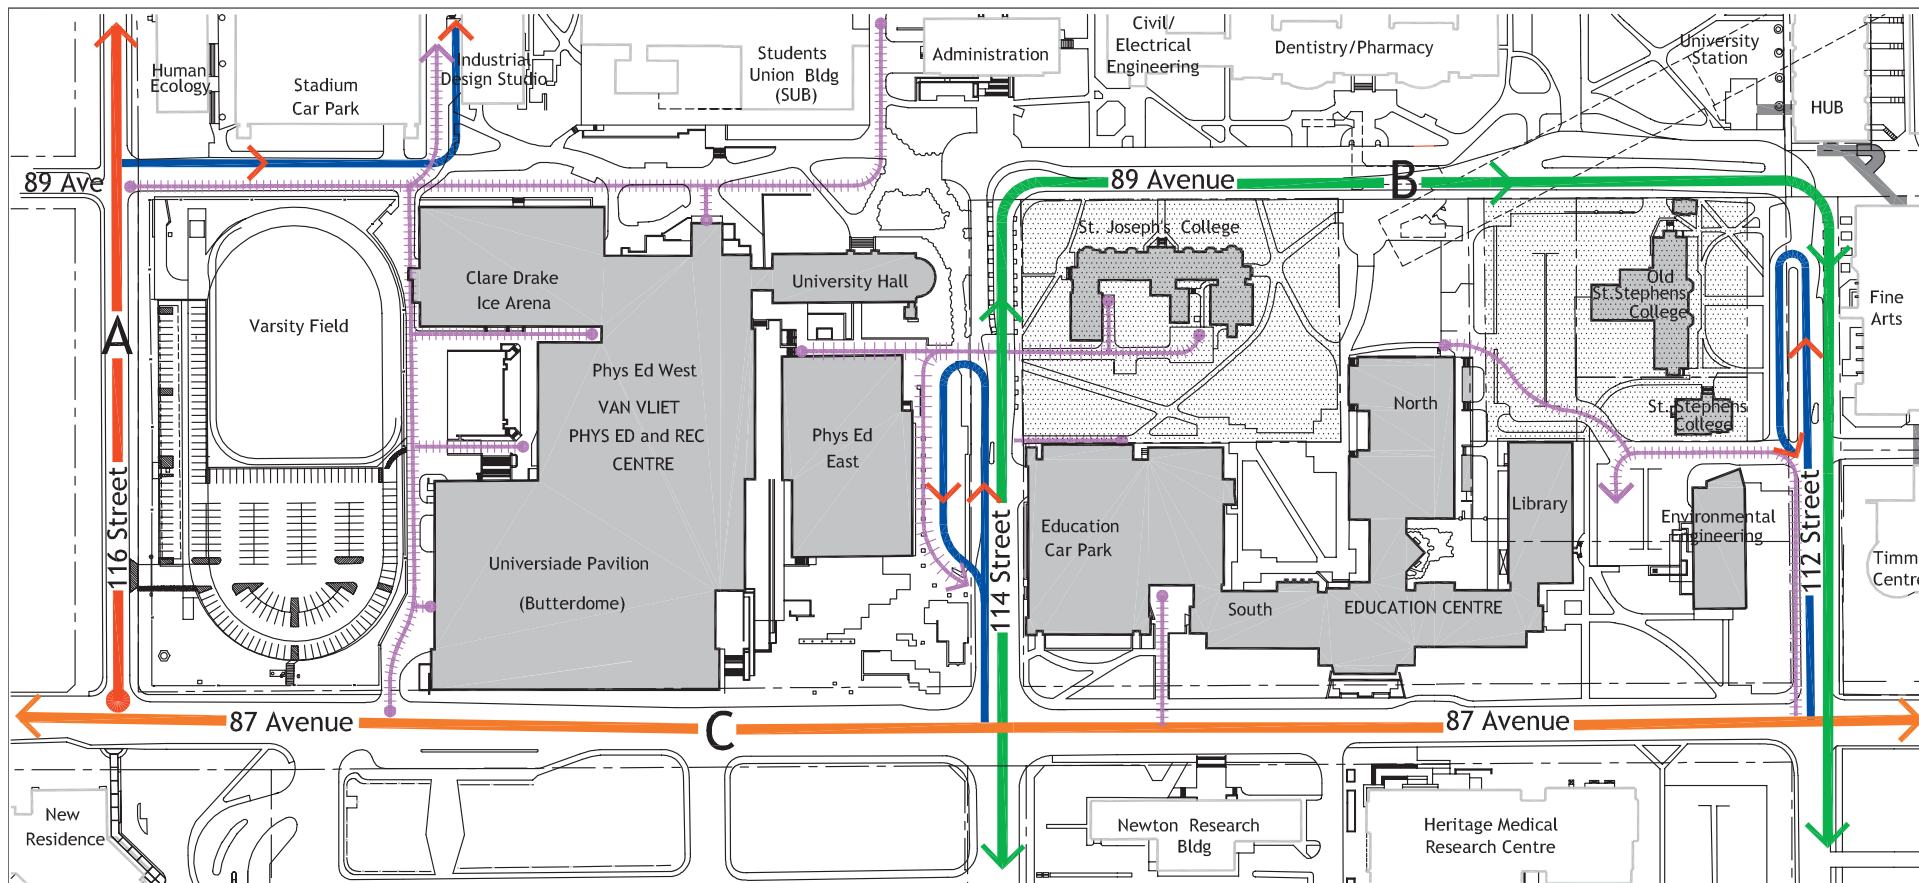 Human
Ecology
Stadium
Car Park
Industrial
Design Studio
Students
Union Bldg
(SUB)
Administration
Civil/
Electrical
Engineering
Dentistry/Pharmacy
University
Station
HUB
89 Ave
89 Avenue
B
St. Joseph's College
Clare Drake
Ice Arena
University Hall
Varsity Field
A
Old
St.Stephens
College
Fine
Arts
Phys Ed West
VAN VLIET
PHYS ED and REC
CENTRE
Phys Ed
East
North
St. Stephens
College
116 Street
114 Street
112 Street
Education
Car Park
Library
Environmental
Engineering
Universiade Pavilion
(Butterdome)
South
EDUCATION CENTRE
Timm
Centre
87 Avenue
C
87 Avenue
New
Residence
Newton Research
Bldg
Heritage Medical
Research Centre